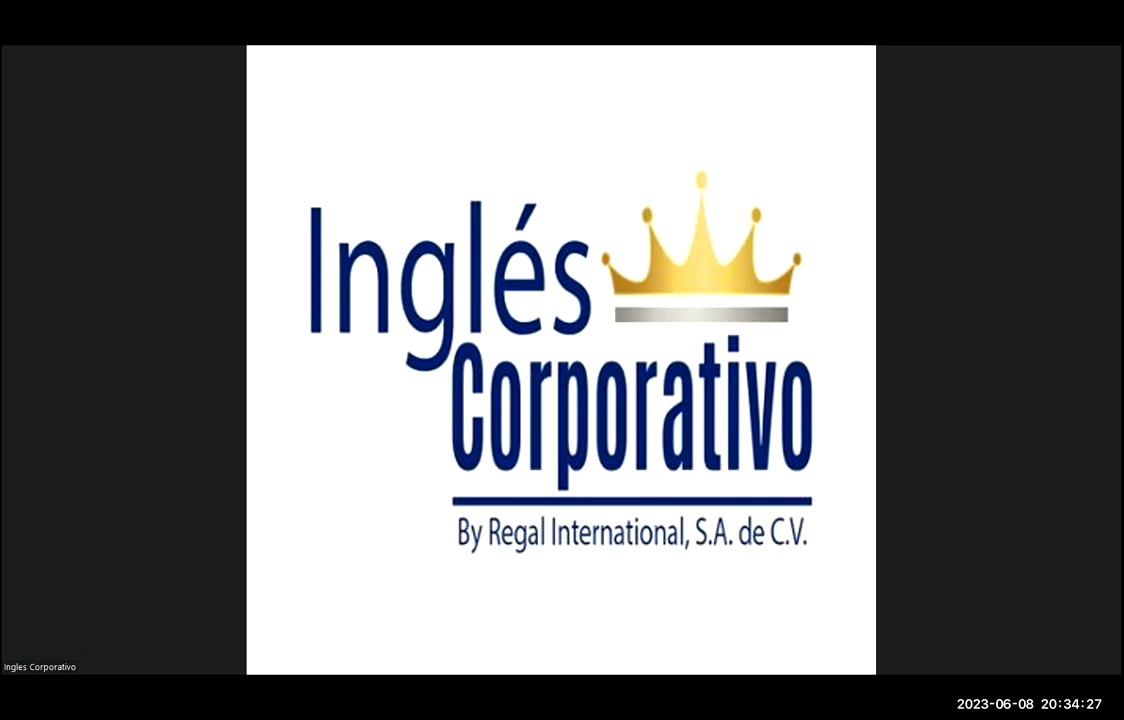 Inglés
Corporativo
By Regal International, S.A. de C.V.
Ingles Corporativo
2023-06-08 20:34:27